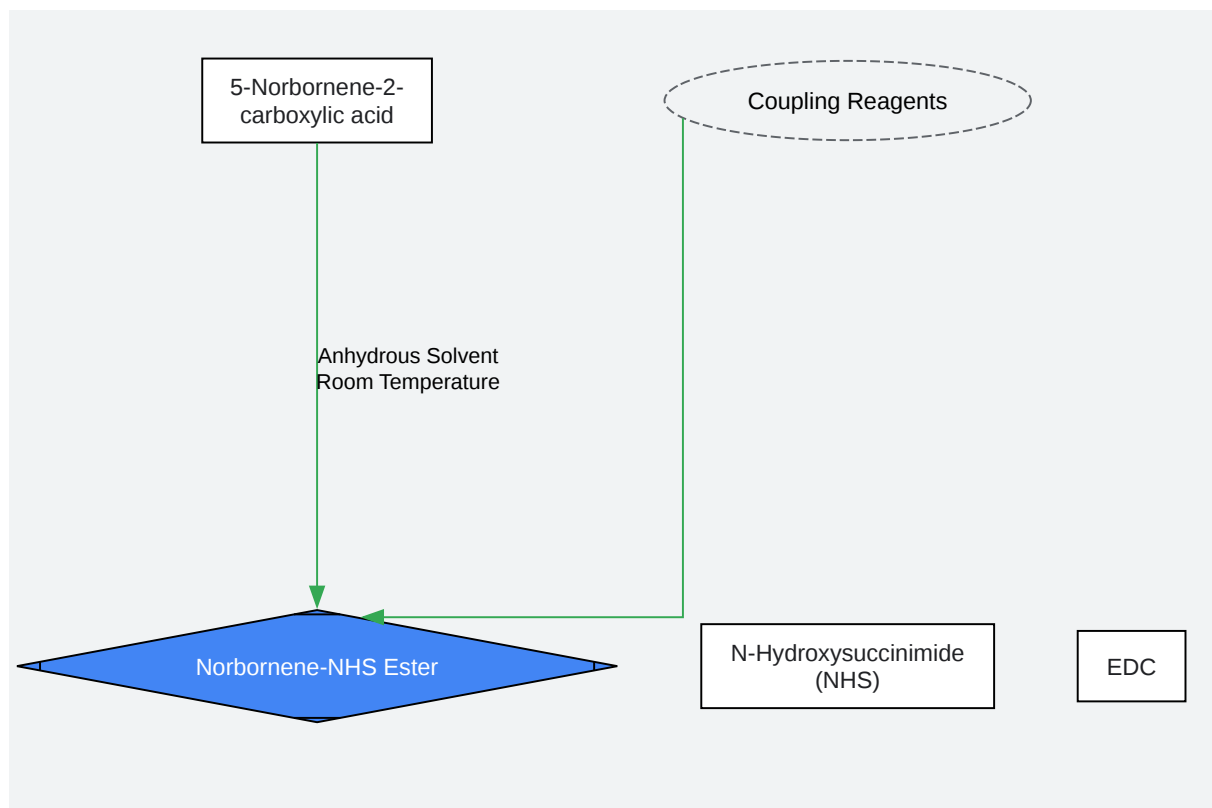 5-Norbornene-2-
carboxylic acid
Coupling Reagents
Anhydrous Solvent
Room Temperature
Norbornene-NHS Ester
N-Hydroxysuccinimide
(NHS)
EDC